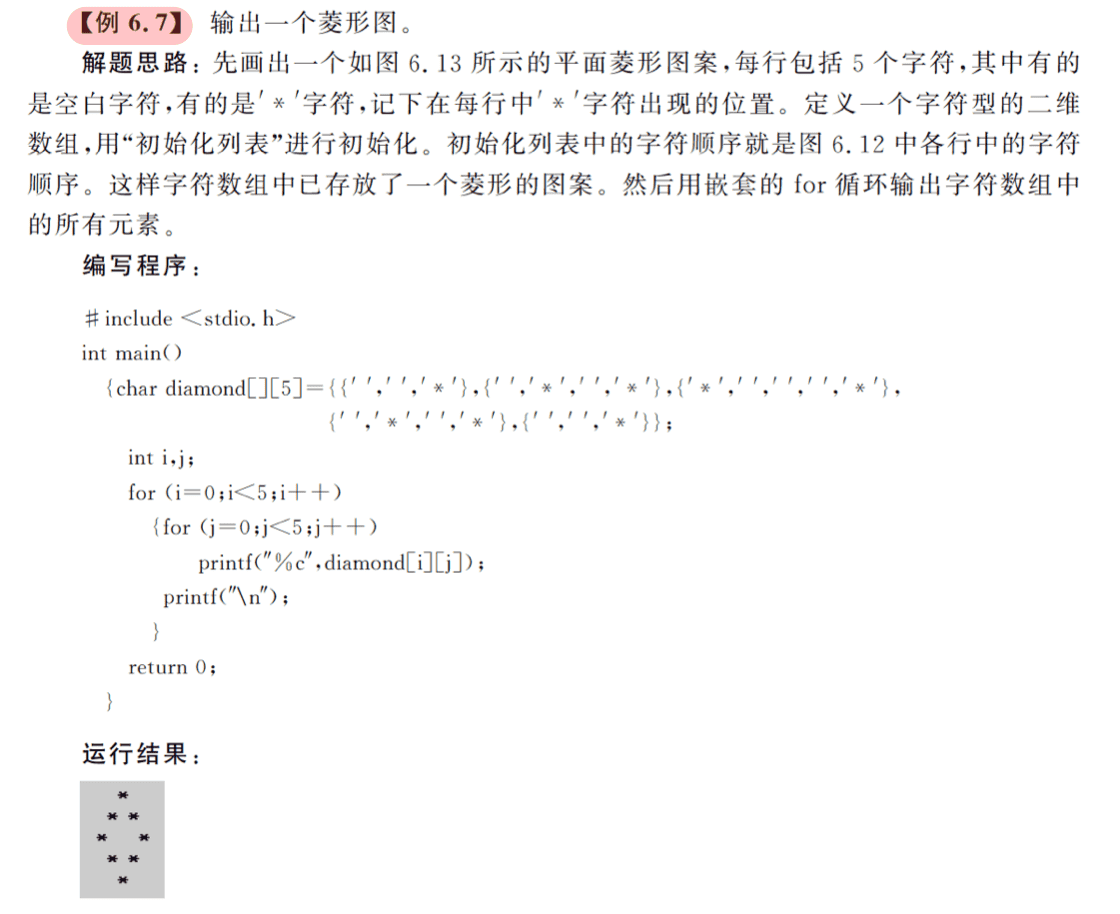 【例 6.7】 输出一个菱形图。
解题思路：先画出一个如图 6.13 所示的平面菱形图案，每行包括 5 个字符，其中有的
是空白字符，有的是'*'字符，记下在每行中'*'字符出现的位置。定义一个字符型的二维
数组，用“初始化列表”进行初始化。初始化列表中的字符顺序就是图 6.12 中各行中的字符
顺序。这样字符数组中已存放了一个菱形的图案。然后用嵌套的 for 循环输出字符数组中
的所有元素。
编写程序：
#include <stdio.h>
int main()
{char diamond[][5]={{' ',' ','*'},{' ','*',' ','*'},{'*',' ',' ',' ','*'},
{' ','*',' ','*'},{' ',' ','*'}};
int i,j;
for (i=0;i<5;i++)
{for (j=0;j<5;j++)
printf("%c",diamond[i][j]);
printf("\n");
}
return 0;
}
运行结果：
  *
 * *
*   *
 * *
  *